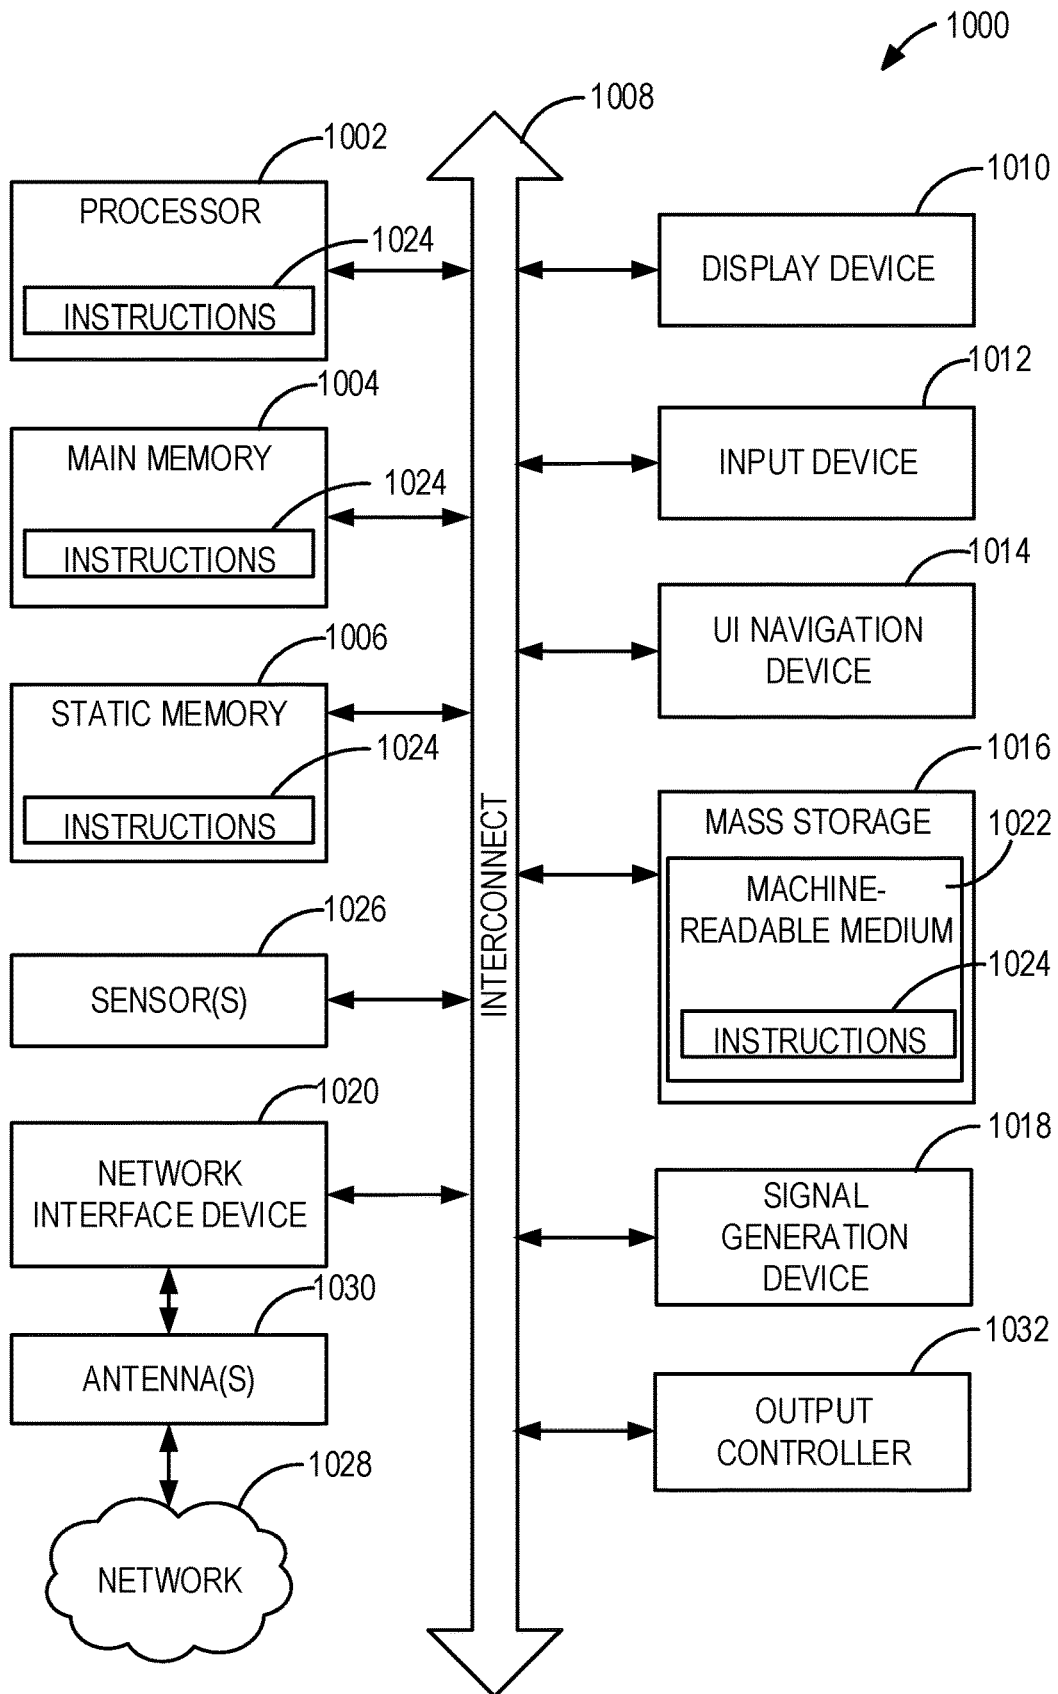 1000
1008
1002
PROCESSOR
1024
INSTRUCTIONS
1004
MAIN MEMORY
1024
INSTRUCTIONS
1006
STATIC MEMORY
1024
INSTRUCTIONS
1026
SENSOR(S)
1020
NETWORK
INTERFACE DEVICE
1030
ANTENNA(S)
1028
NETWORK
INTERCONNECT
1010
DISPLAY DEVICE
1012
INPUT DEVICE
1014
UI NAVIGATION
DEVICE
1016
MASS STORAGE
1022
MACHINE-
READABLE MEDIUM
1024
INSTRUCTIONS
1018
SIGNAL
GENERATION
DEVICE
1032
OUTPUT
CONTROLLER